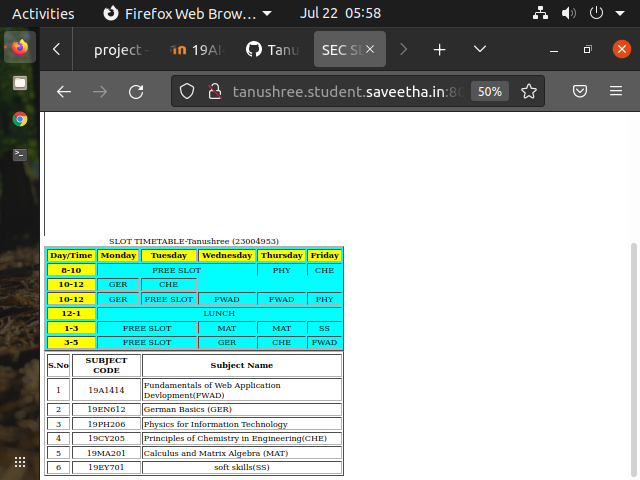 Activities Firefox Web Brow... Jul 22 05:58
project - 19AI Tanu SEC SL
tanushree.student.saveetha.in:80 50%
SLOT TIMETABLE-Tanushree (23004953)
Day/Time Monday Tuesday Wednesday Thursday Friday
8-10 FREE SLOT PHY CHE
10-12 GER CHE
10-12 GER FREE SLOT FWAD FWAD PHY
12-1 LUNCH
1-3 FREE SLOT MAT MAT SS
3-5 FREE SLOT GER CHE FWAD
S.No SUBJECT CODE Subject Name
1 19A1414 Fundamentals of Web Application Devlopment(FWAD)
2 19EN612 German Basics (GER)
3 19PH206 Physics for Information Technology
4 19CY205 Principles of Chemistry in Engineering(CHE)
5 19MA201 Calculus and Matrix Algebra (MAT)
6 19EY701 soft skills(SS)